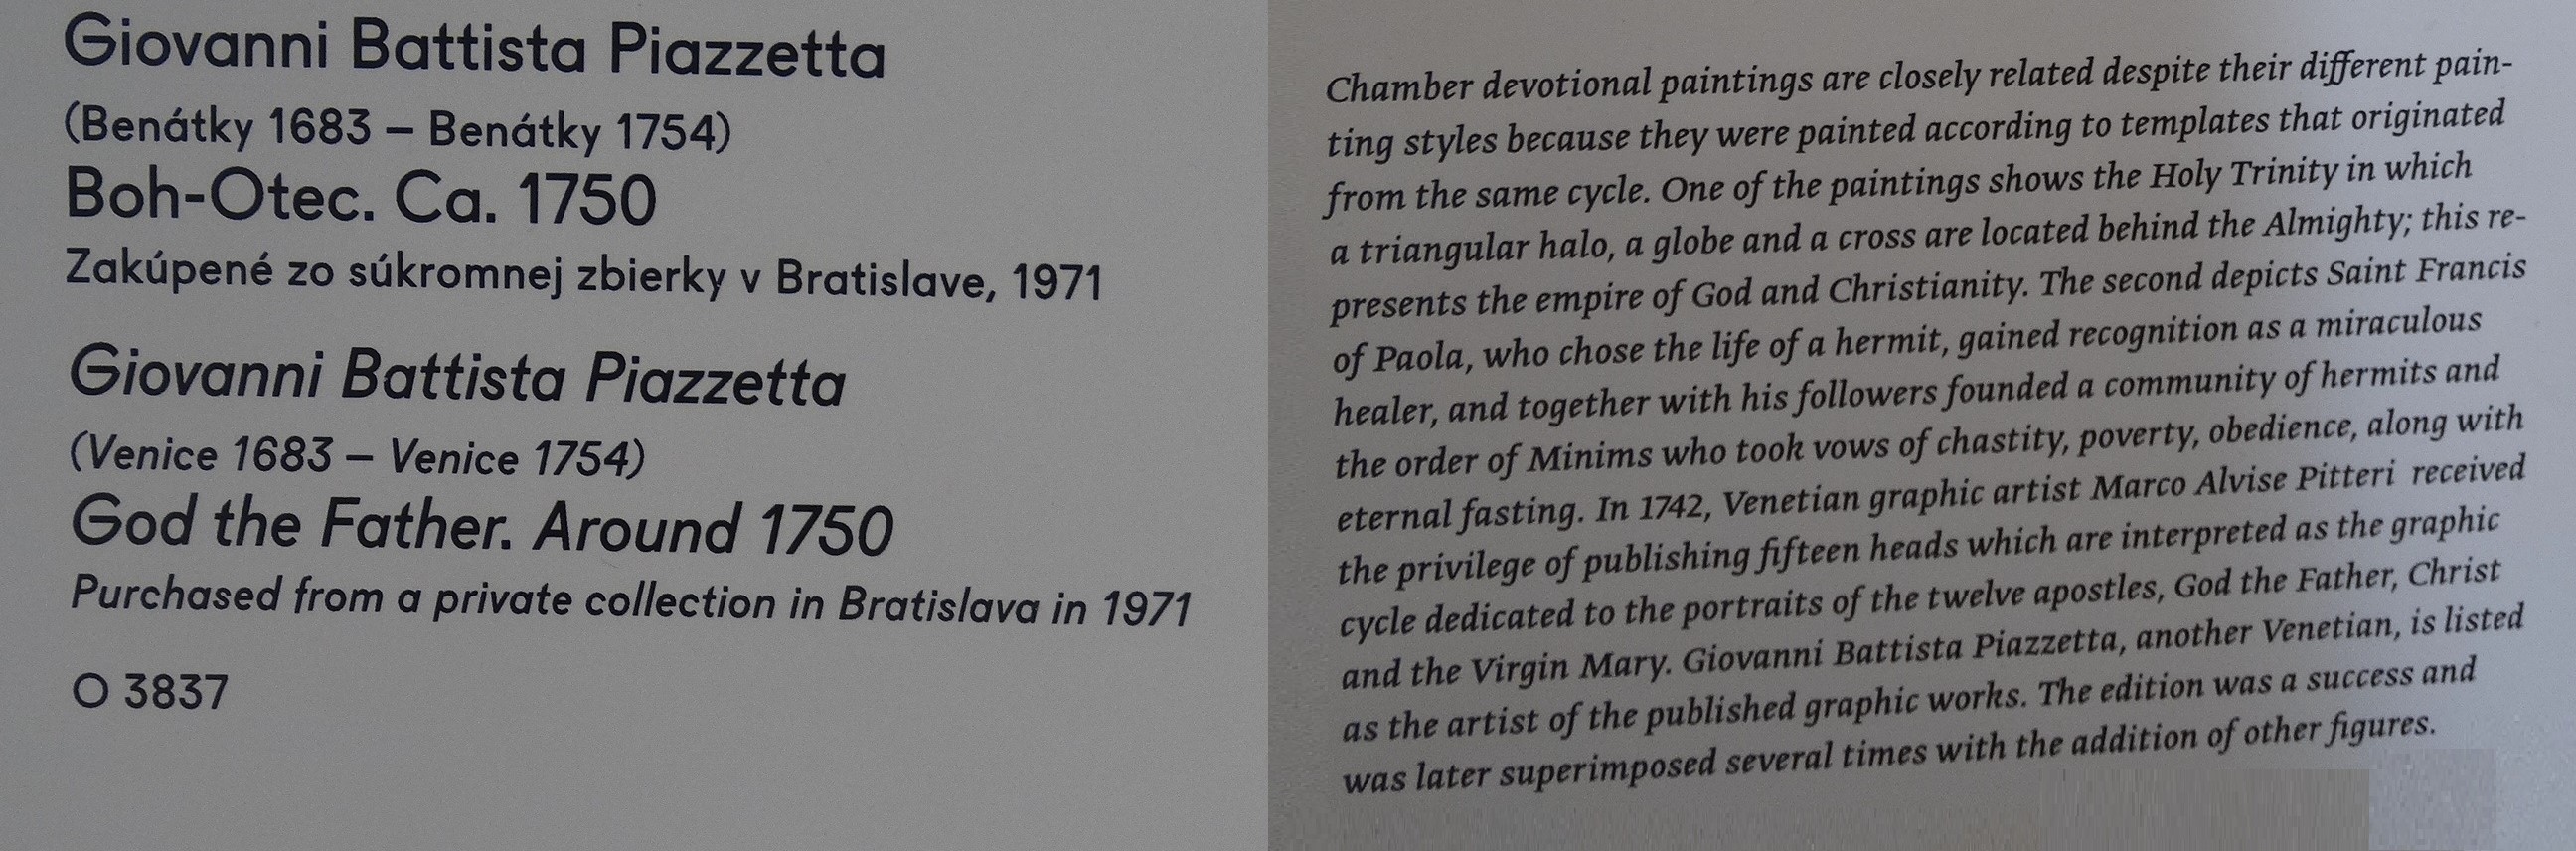 Giovanni Battista Piazzetta
(Benátky 1683 – Benátky 1754)
Boh-Otec. Ca. 1750
Zakúpené zo súkromnej zbierky v Bratislave, 1971
Giovanni Battista Piazzetta
(Venice 1683 – Venice 1754)
God the Father. Around 1750
Purchased from a private collection in Bratislava in 1971
O 3837
Chamber devotional paintings are closely related despite their different pain-
ting styles because they were painted according to templates that originated
from the same cycle. One of the paintings shows the Holy Trinity in which
a triangular halo, a globe and a cross are located behind the Almighty; this re-
presents the empire of God and Christianity. The second depicts Saint Francis
of Paola, who chose the life of a hermit, gained recognition as a miraculous
healer, and together with his followers founded a community of hermits and
the order of Minims who took vows of chastity, poverty, obedience, along with
eternal fasting. In 1742, Venetian graphic artist Marco Alvise Pitteri received
the privilege of publishing fifteen heads which are interpreted as the graphic
cycle dedicated to the portraits of the twelve apostles, God the Father, Christ
and the Virgin Mary. Giovanni Battista Piazzetta, another Venetian, is listed
as the artist of the published graphic works. The edition was a success and
was later superimposed several times with the addition of other figures.